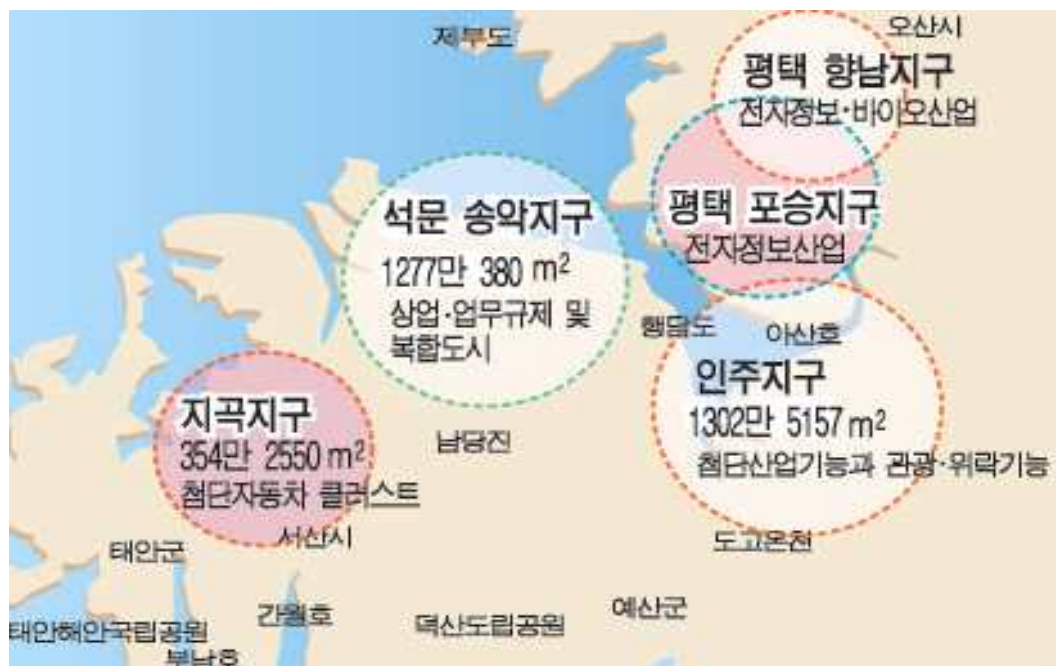 오산시
제부도
평택 향남지구
전자정보·바이오산업
석문 송악지구
1277만 380 m²
상업·업무규제 및
복합도시
평택 포승지구
전자정보산업
행담도
아산호
인주지구
1302만 5157 m²
첨단산업기능과 관광·위락기능
지곡지구
354만 2550 m²
첨단자동차 클러스트
남당진
서산시
태안군
도고온천
간월호
덕산도립공원
예산군
태안해안국립공원
부남호